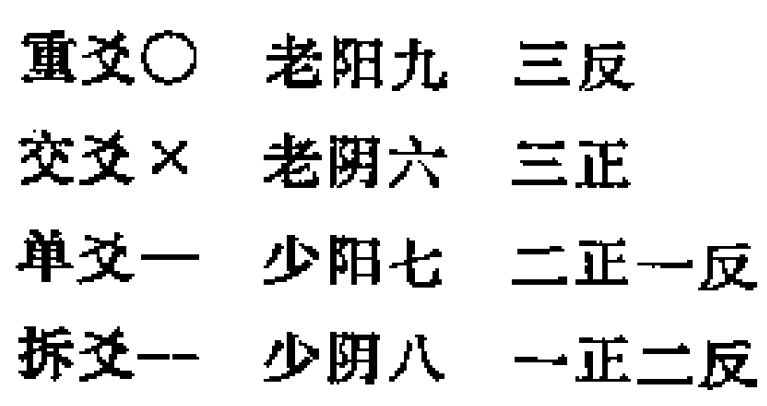 重爻〇 老阳九 三反
交爻× 老阴六 三正
单爻— 少阳七 二正一反
拆爻-- 少阴八 一正二反